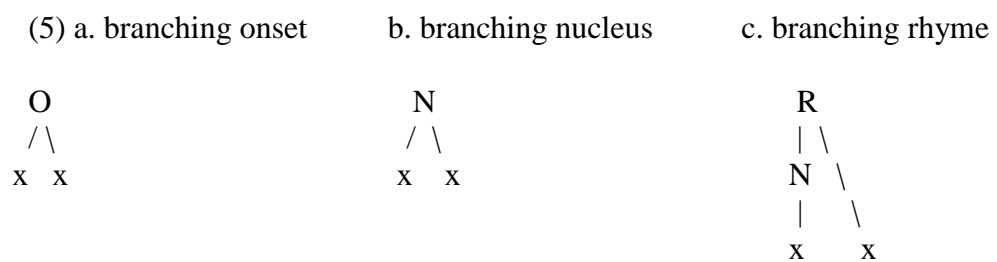 (5) a. branching onset b. branching nucleus c. branching rhyme
O N R
/ \ / \ | \
x x x x N \
| \
x x